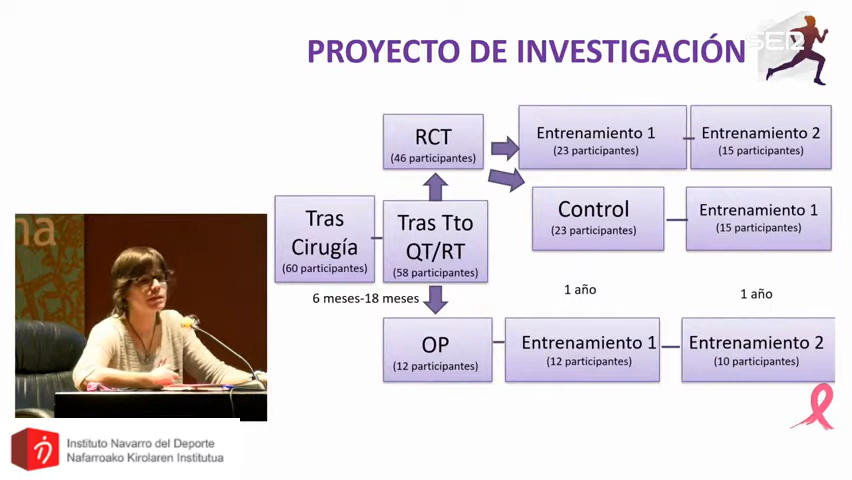 PROYECTO DE INVESTIGACIÓN
SER
RCT
(46 participantes)
Entrenamiento 1
(23 participantes)
Entrenamiento 2
(15 participantes)
Tras
Cirugía
(60 participantes)
Tras Tto
QT/RT
(58 participantes)
Control
(23 participantes)
Entrenamiento 1
(15 participantes)
6 meses-18 meses
1 año
1 año
OP
(12 participantes)
Entrenamiento 1
(12 participantes)
Entrenamiento 2
(10 participantes)
na
Instituto Navarro del Deporte
Nafarroako Kirolaren Institutua